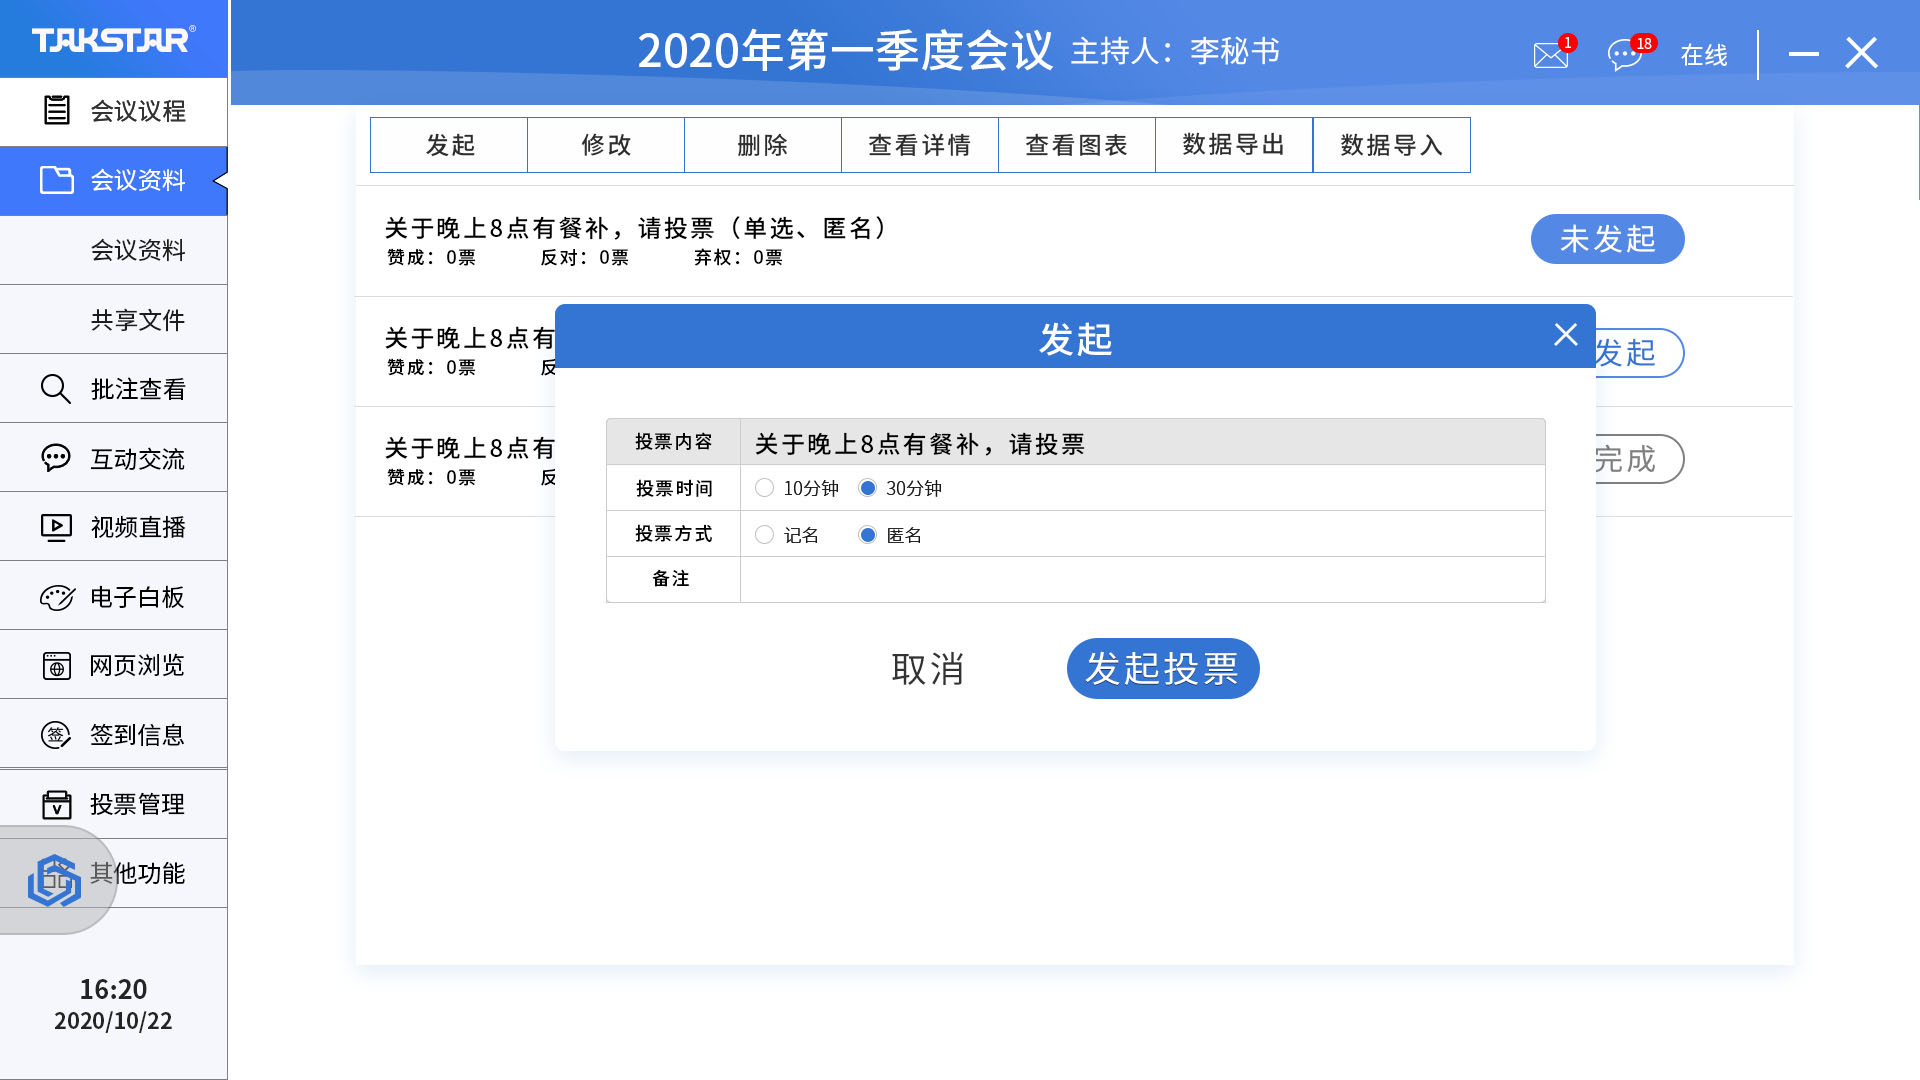 TAKSTAR®
2020年第一季度会议 主持人：李秘书
1
18
在线
会议议程
会议资料
会议资料
共享文件
批注查看
互动交流
视频直播
电子白板
网页浏览
签
签到信息
V
投票管理
其他功能
16:20
2020/10/22
发起 修改 删除 查看详情 查看图表 数据导出 数据导入
关于晚上8点有餐补，请投票（单选、匿名）
赞成：0票 反对：0票 弃权：0票
未发起
关于晚上8点有
赞成：0票 反
发起
关于晚上8点有
赞成：0票 反
完成
发起
投票内容 关于晚上8点有餐补，请投票
投票时间 10分钟 30分钟
投票方式 记名 匿名
备注
取消 发起投票